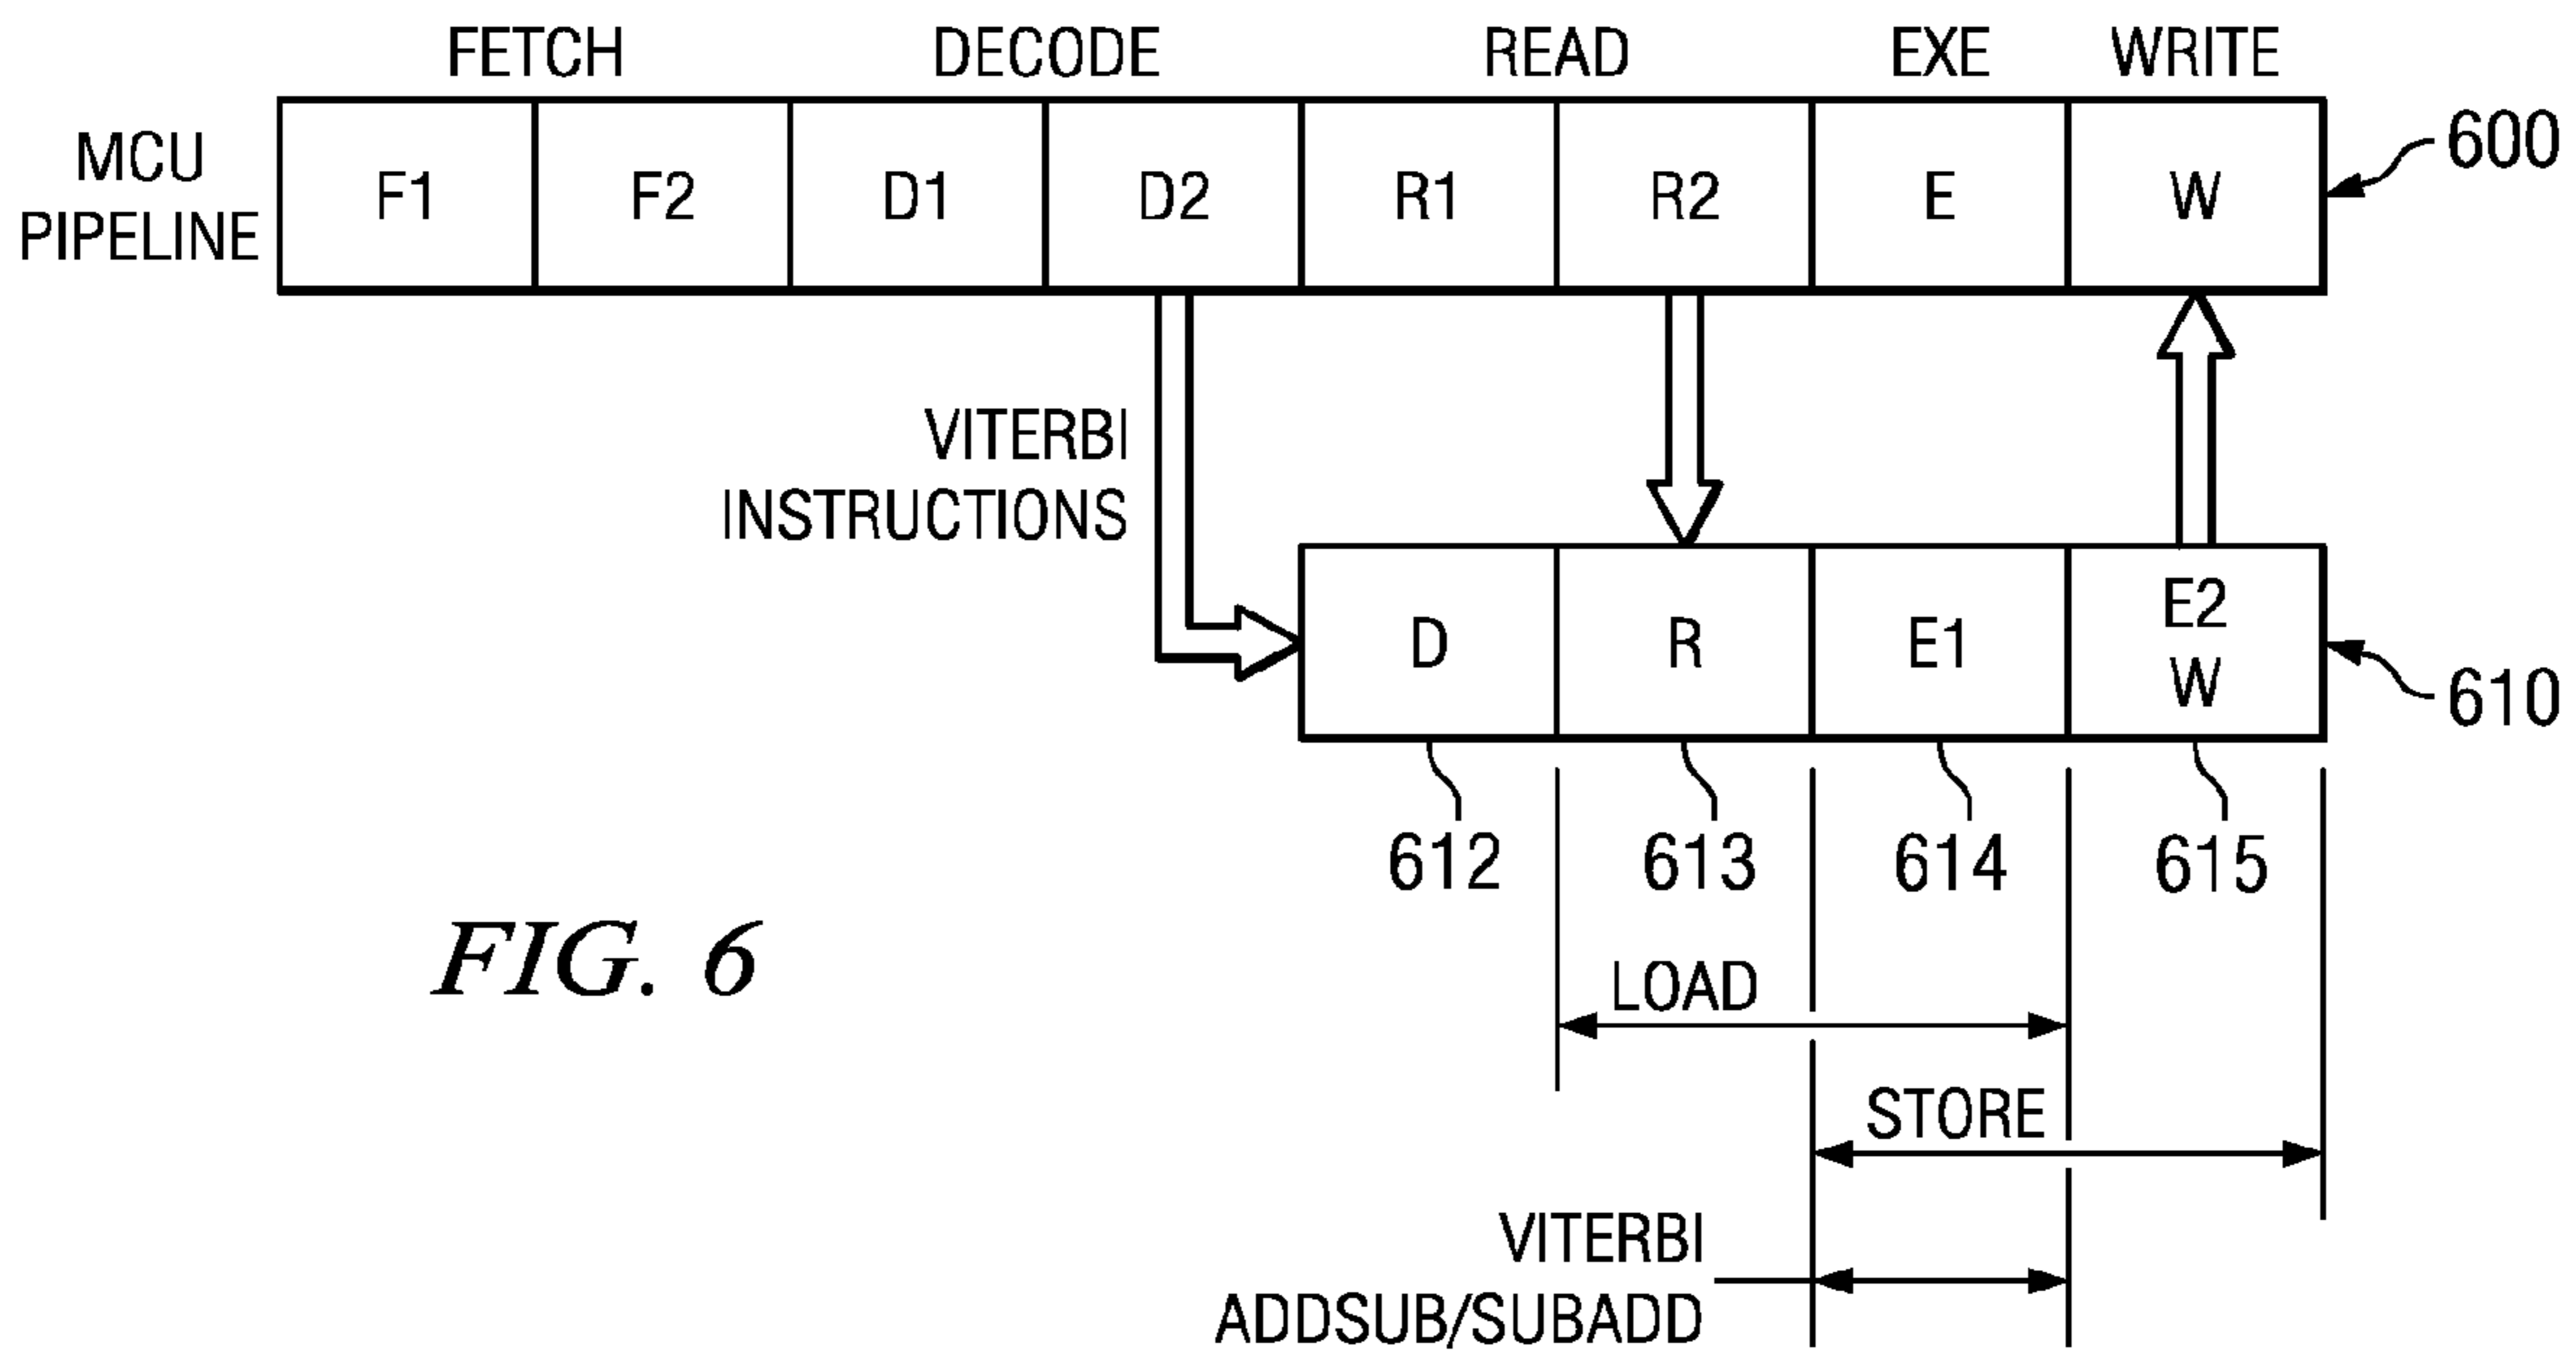 FETCH DECODE READ EXE WRITE
MCU
PIPELINE
F1 F2 D1 D2 R1 R2 E W
600
VITERBI
INSTRUCTIONS
D R E1 E2
W
610
612 613 614 615
FIG. 6
LOAD
STORE
VITERBI
ADDSUB/SUBADD